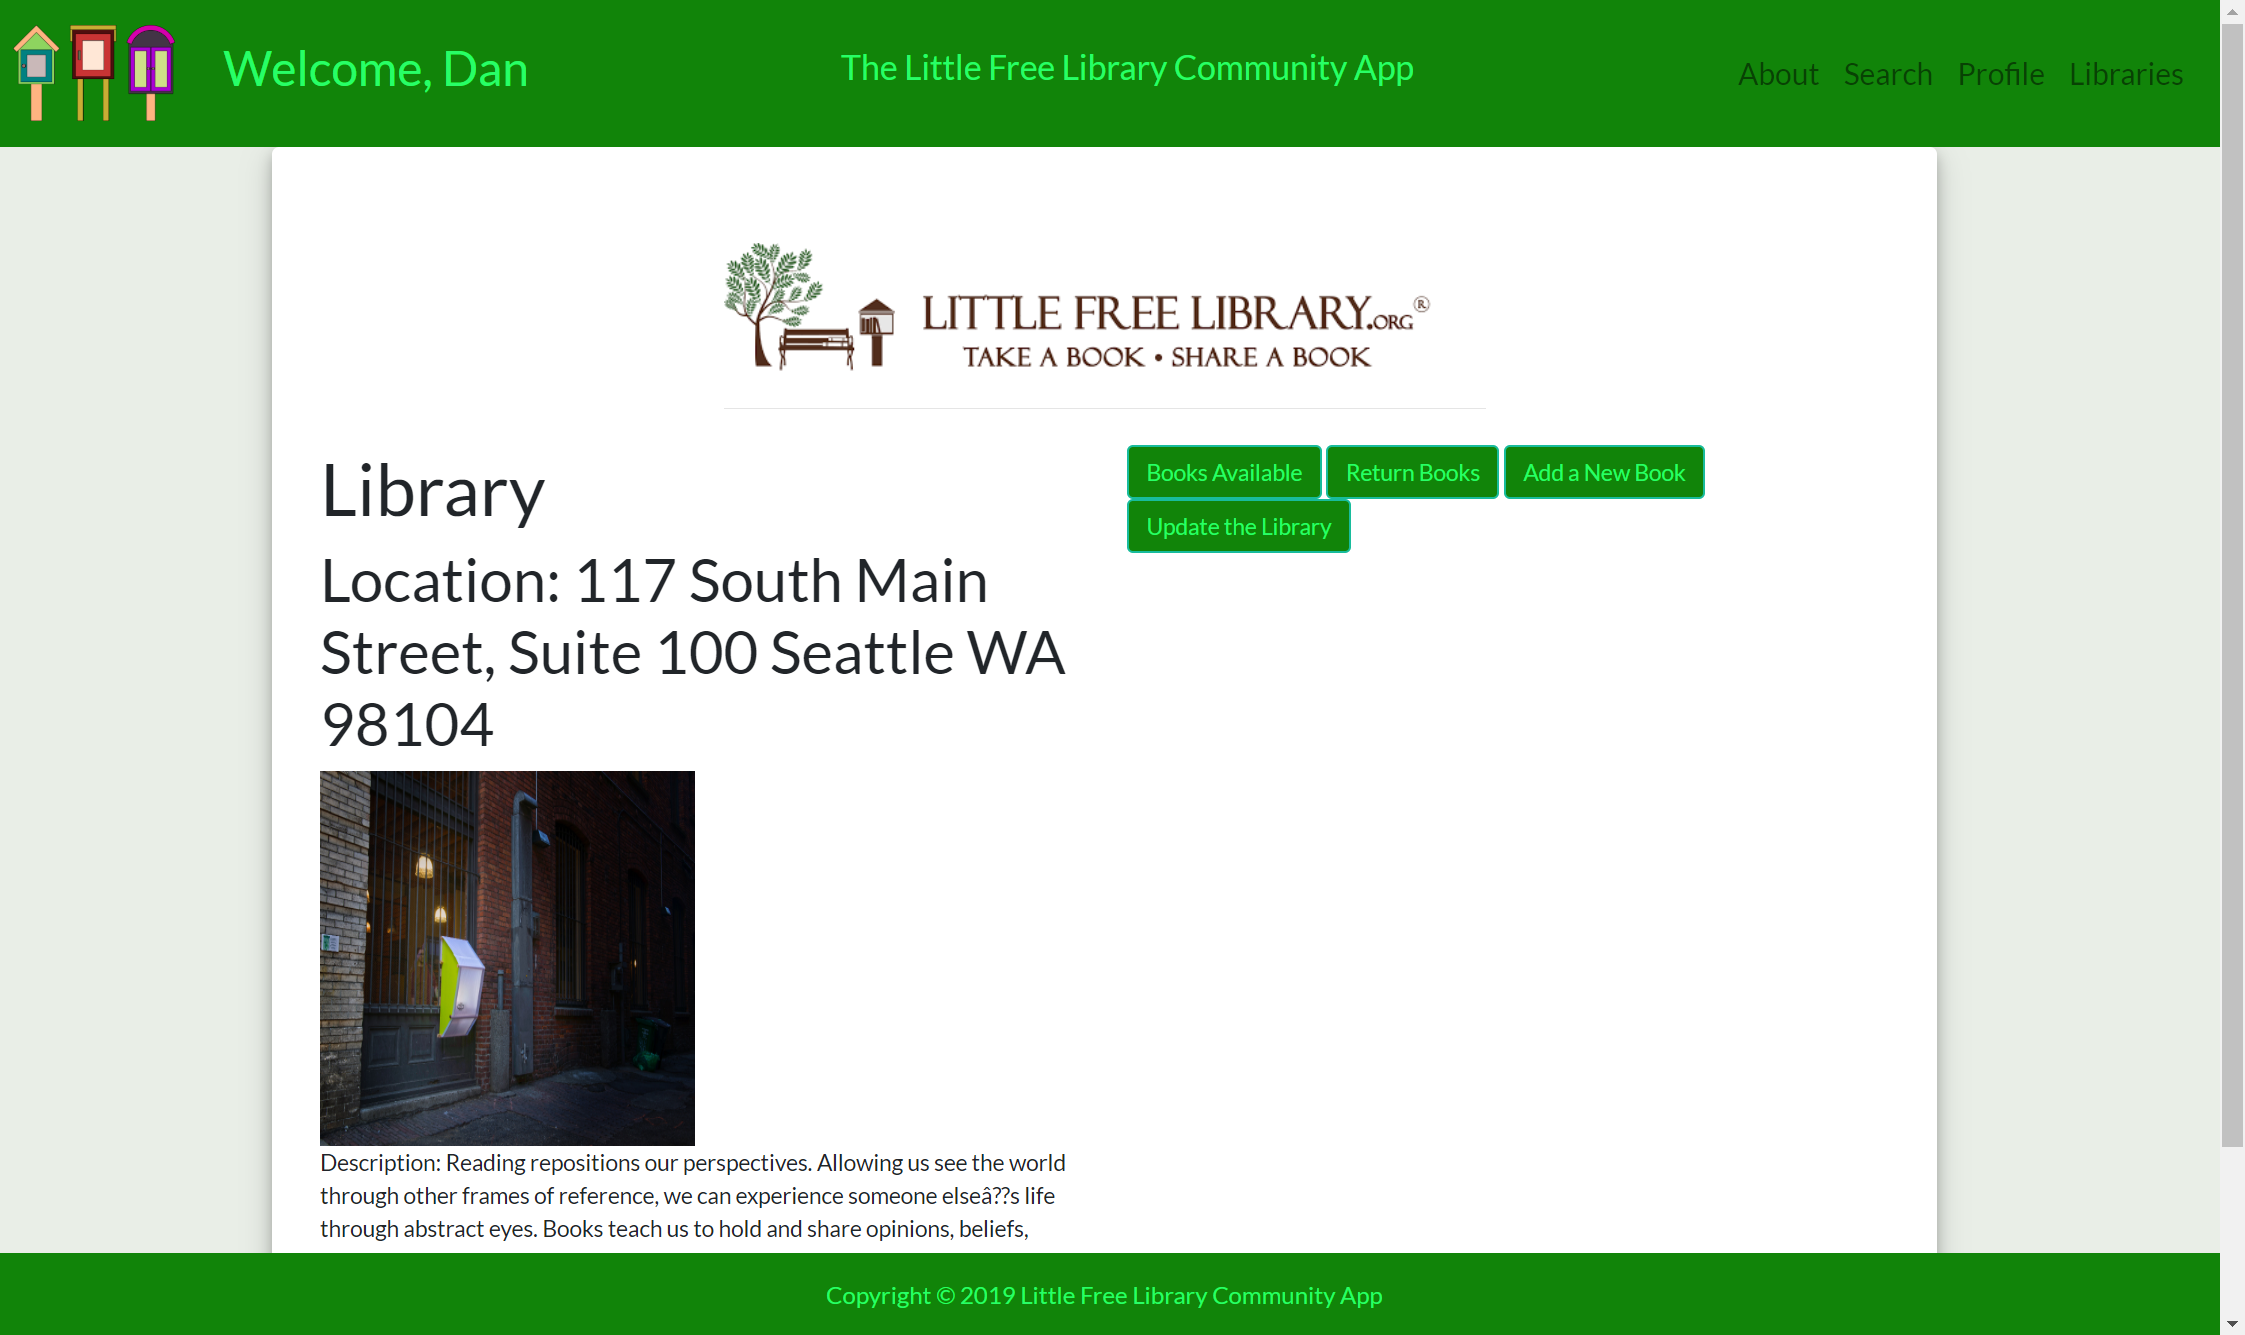 Welcome, Dan
The Little Free Library Community App
About Search Profile Libraries
LITTLE FREE LIBRARY.ORG®
TAKE A BOOK • SHARE A BOOK
Library
Books Available Return Books Add a New Book
Update the Library
Location: 117 South Main
Street, Suite 100 Seattle WA
98104
Description: Reading repositions our perspectives. Allowing us see the world
through other frames of reference, we can experience someone elseâ??s life
through abstract eyes. Books teach us to hold and share opinions, beliefs,
Copyright © 2019 Little Free Library Community App